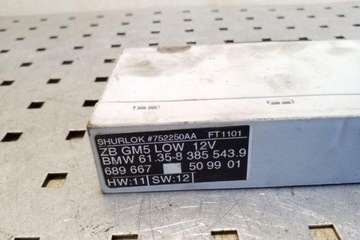 SHURLOK #752250AA FT1101
ZB GM5 LOW 12V
BMW 61.35-8 385 543.9
689 667 50 99 01
HW:11 SW:12